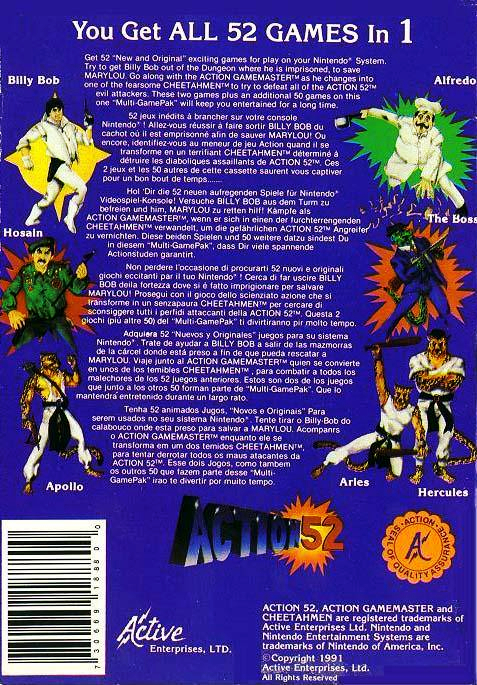 You Get ALL 52 GAMES In 1
Get 52 "New and Original" exciting games for play on your Nintendo® System.
Try to get Billy Bob out of the Dungeon where he is imprisoned, to save
MARYLOU. Go along with the ACTION GAMEMASTER™ as he changes into
one of the fearsome CHEETAHMEN™ to try to defeat all of the ACTION 52™
evil attackers. These two games plus an additional 50 games on this
one "Multi-GamePak" will keep you entertained for a long time.
Billy Bob
Alfredo
52 jeux inédits à brancher sur votre console
Nintendo® ! Allez-vous réussir à faire sortir BILLY BOB du
cachot où il est emprisonné afin de sauver MARYLOU! Ou
encore, identifiez-vous au meneur de jeu Action quand il se
transforme en un terrifiant CHEETAHMEN™ déterminé à
détruire les diaboliques assaillants de ACTION 52™. Ces
2 jeux et les 50 autres de cette cassette saurent vous captiver
pour un bon bout de temps.......
Hol 'Dir die 52 neuen aufregenden Spiele für Nintendo®
Videospiel-Konsole! Versuche BILLY BOB aus dem Turm zu
befreien und him, MARYLOU zu retten hilf! Kämpfe als
ACTION GAMEMASTER™, wenn er sich in einen der furchterregenden
CHEETAHMEN™ verwandelt, um die gefährlichen ACTION 52™ Angreifer
zu vernichten. Diese beiden Spielen und 50 weitere dazu sindest Du
in diesem "Multi-GamePak", dass Dir viele spannende
Actionstuden garantirt.
Hosain
The Boss
Non perdere l'occasione di procurarti 52 nuovi e originali
giochi eccitanti par il tuo Nintendo® ! Cerca di far uscire BILLY
BOB deila fortezza dove si é fatto imprigionare per salvare
MARYLOU! Prosegui con il gioco dello scienziato azione che si
transforme in un senzapaura CHEETAHMEN™ per cercare di
sconsiggere tutti i perfidi attaccanti della ACTION 52™. Questa 2
giochi (piu altre 50) del "Multi-GamePak" ti divertiranno pir molto tempo.
Adquiera 52 "Nuevos y Originales" juegos para su sistema
Nintendo®. Trate de ayudar a BILLY BOB a salir de las mazmorras
de la cárcel donde está preso a fin de que pueda rescatar a
MARYLOU. Viaje junto al ACTION GAMEMASTER™ quien se convierte
en unos de los temibles CHEETAHMEN™, para combatir a todos los
malechores de los 52 juegos anteriores. Estos son dos de los juegos
que junto a los otros 50 forman parte de "Multi-GamePak". Que lo
mantendrá entretenido durante un largo rato.
Tenha 52 animados Jugos, "Novos e Originais" Para
serem usados no seu sistema Nintendo®. Tente tirar o Billy-Bob do
calabouco onde esta preso para salvar a MARYLOU. Acompanrs
o ACTION GAMEMASTER™ enquanto ele se
transforma em um dos temidos CHEETAHMEN™,
para tentar derrotar todos os maus atacantes da
ACTION 52™. Esse dois Jogos, como tambem
os outros 50 que fazem parte desse "Multi-
GamePak" irao te divertir por muito tempo.
Apollo
Aries
Hercules
ACTION 52
ACTION
SEAL OF QUALITY ASSURANCE
A
7 30669 11888 0 0
Active
Enterprises, LTD.
ACTION 52, ACTION GAMEMASTER and
CHEETAHMEN are registered trademarks of
Active Enterprises Ltd. Nintendo and
Nintendo Entertainment Systems are
trademarks of Nintendo of America, Inc.
©Copyright 1991
Active Enterprises, Ltd.
All Rights Reserved